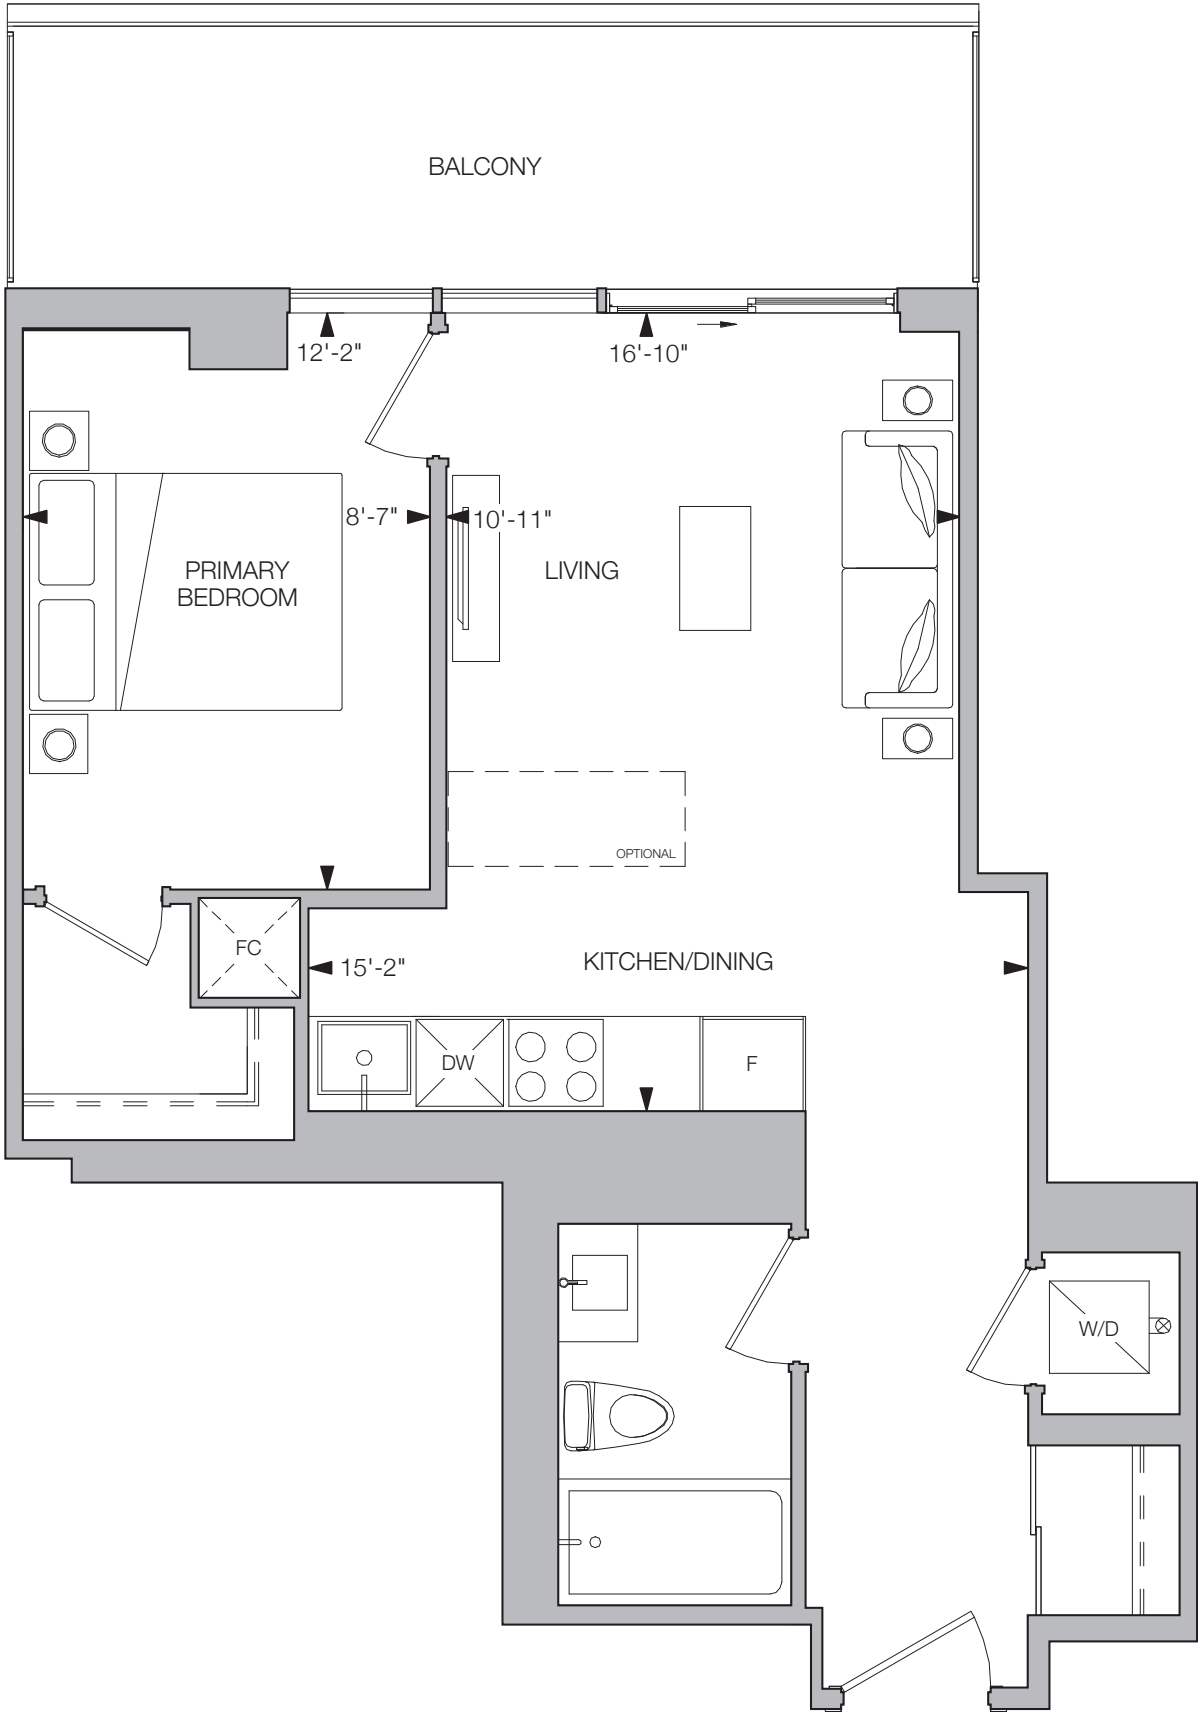 BALCONY
12'-2"
16'-10"
8'-7"
10'-11"
PRIMARY
BEDROOM
LIVING
OPTIONAL
FC
15'-2"
KITCHEN/DINING
DW
F
W/D